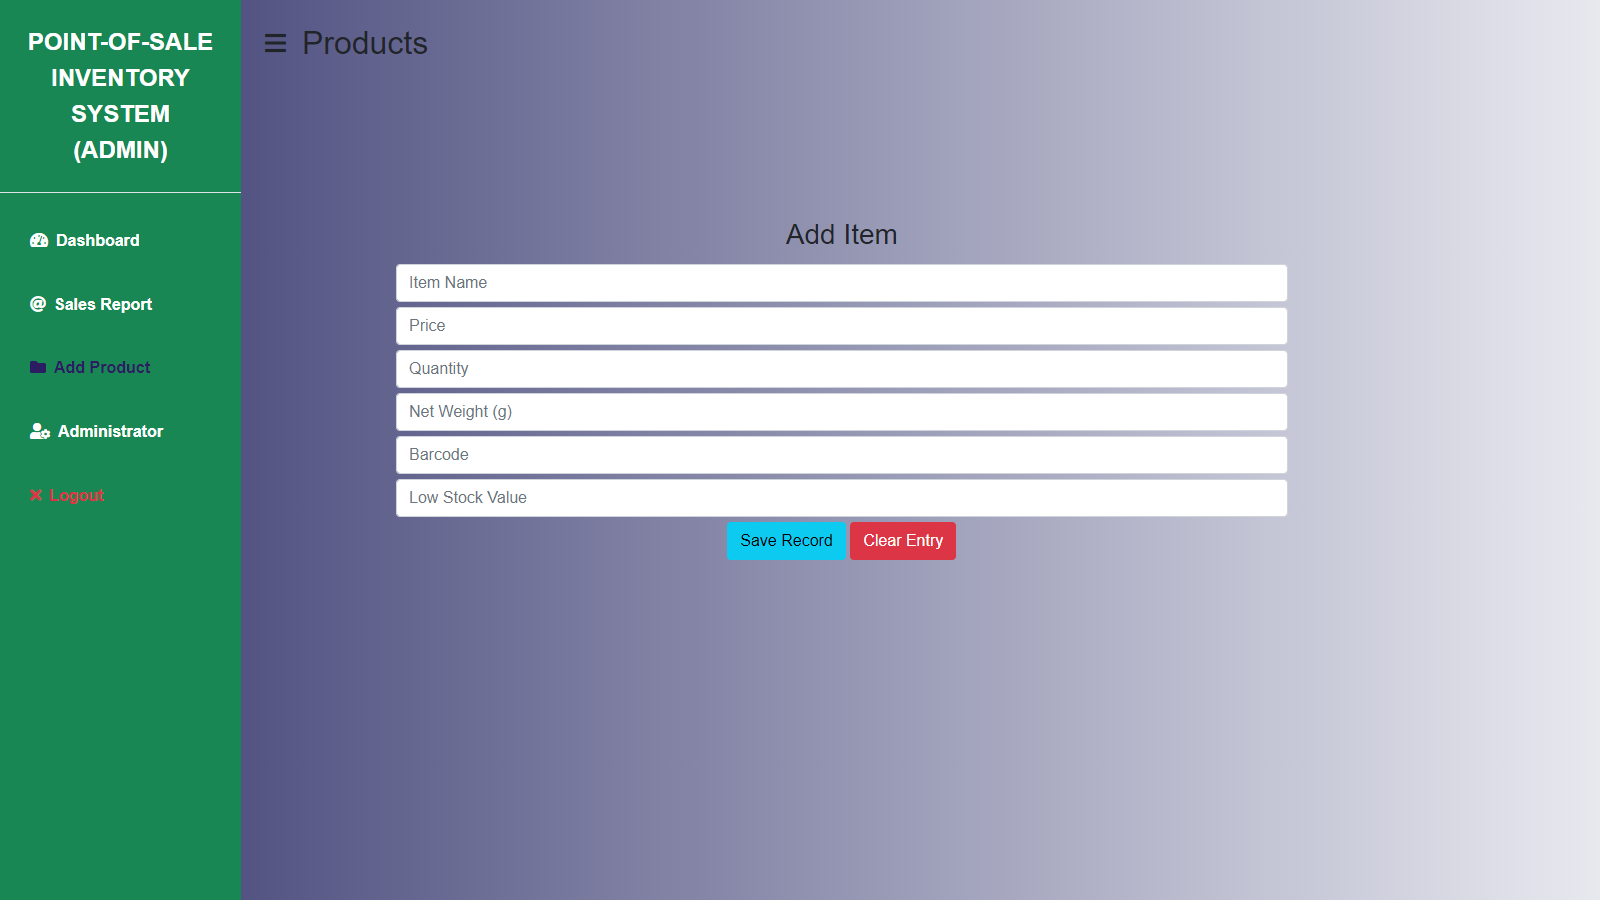 POINT-OF-SALE
INVENTORY
SYSTEM
(ADMIN)
Dashboard
Sales Report
Add Product
Administrator
Logout
Products
Add Item
Item Name
Price
Quantity
Net Weight (g)
Barcode
Low Stock Value
Save Record
Clear Entry